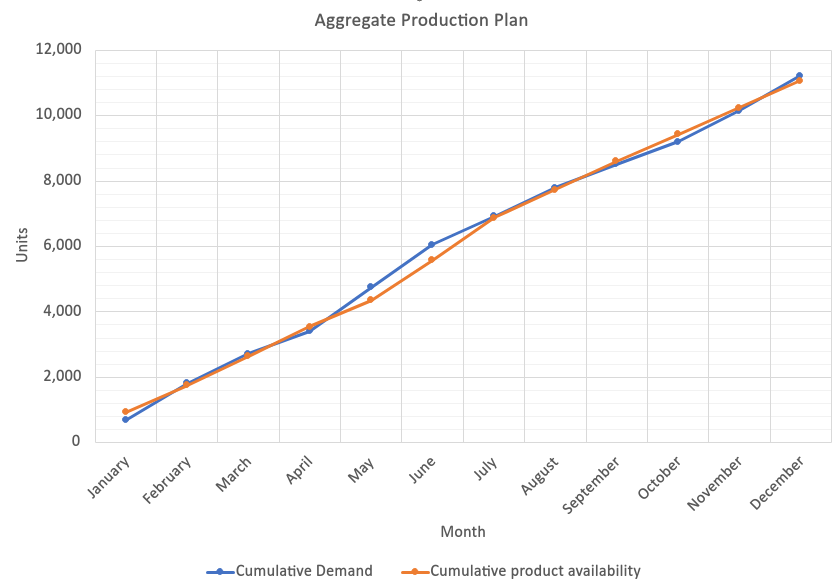 Aggregate Production Plan
12,000
10,000
8,000
6,000
4,000
2,000
0
Units
January
February
March
April
May
June
July
August
September
October
November
December
Month
Cumulative Demand
Cumulative product availability